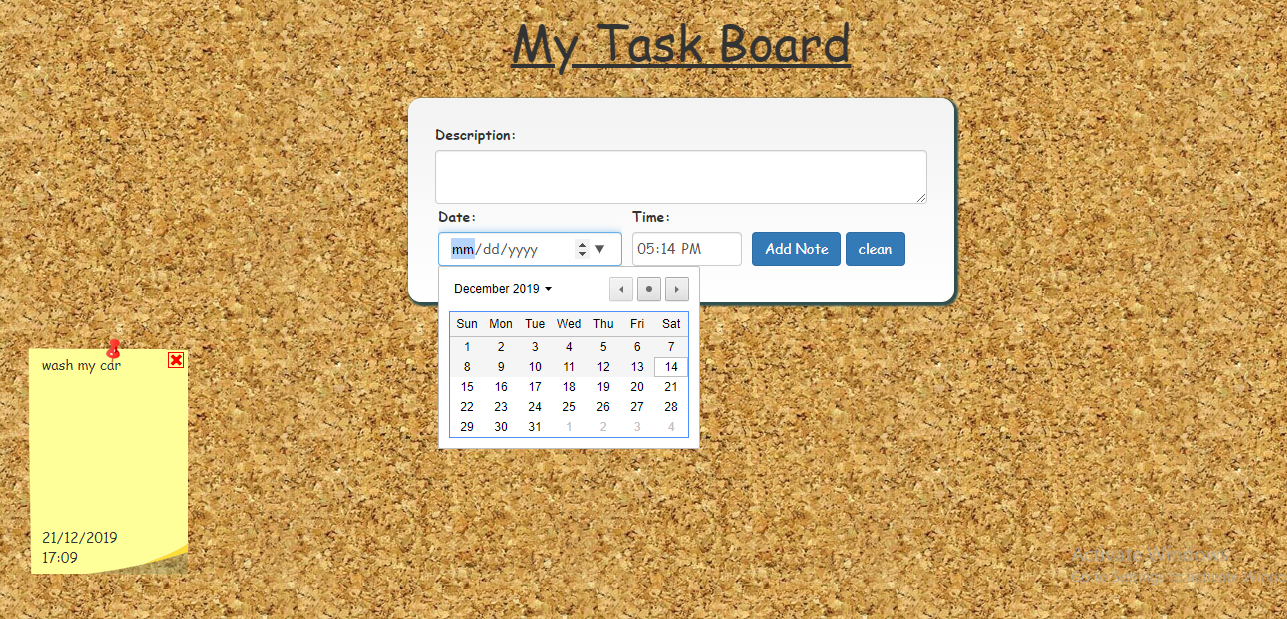 My Task Board
Description:
Date: Time:
mm/dd/yyyy 05:14 PM Add Note clean
December 2019
Sun Mon Tue Wed Thu Fri Sat
1 2 3 4 5 6 7
8 9 10 11 12 13 14
15 16 17 18 19 20 21
22 23 24 25 26 27 28
29 30 31 1 2 3 4
wash my car
21/12/2019
17:09
Activate Windows